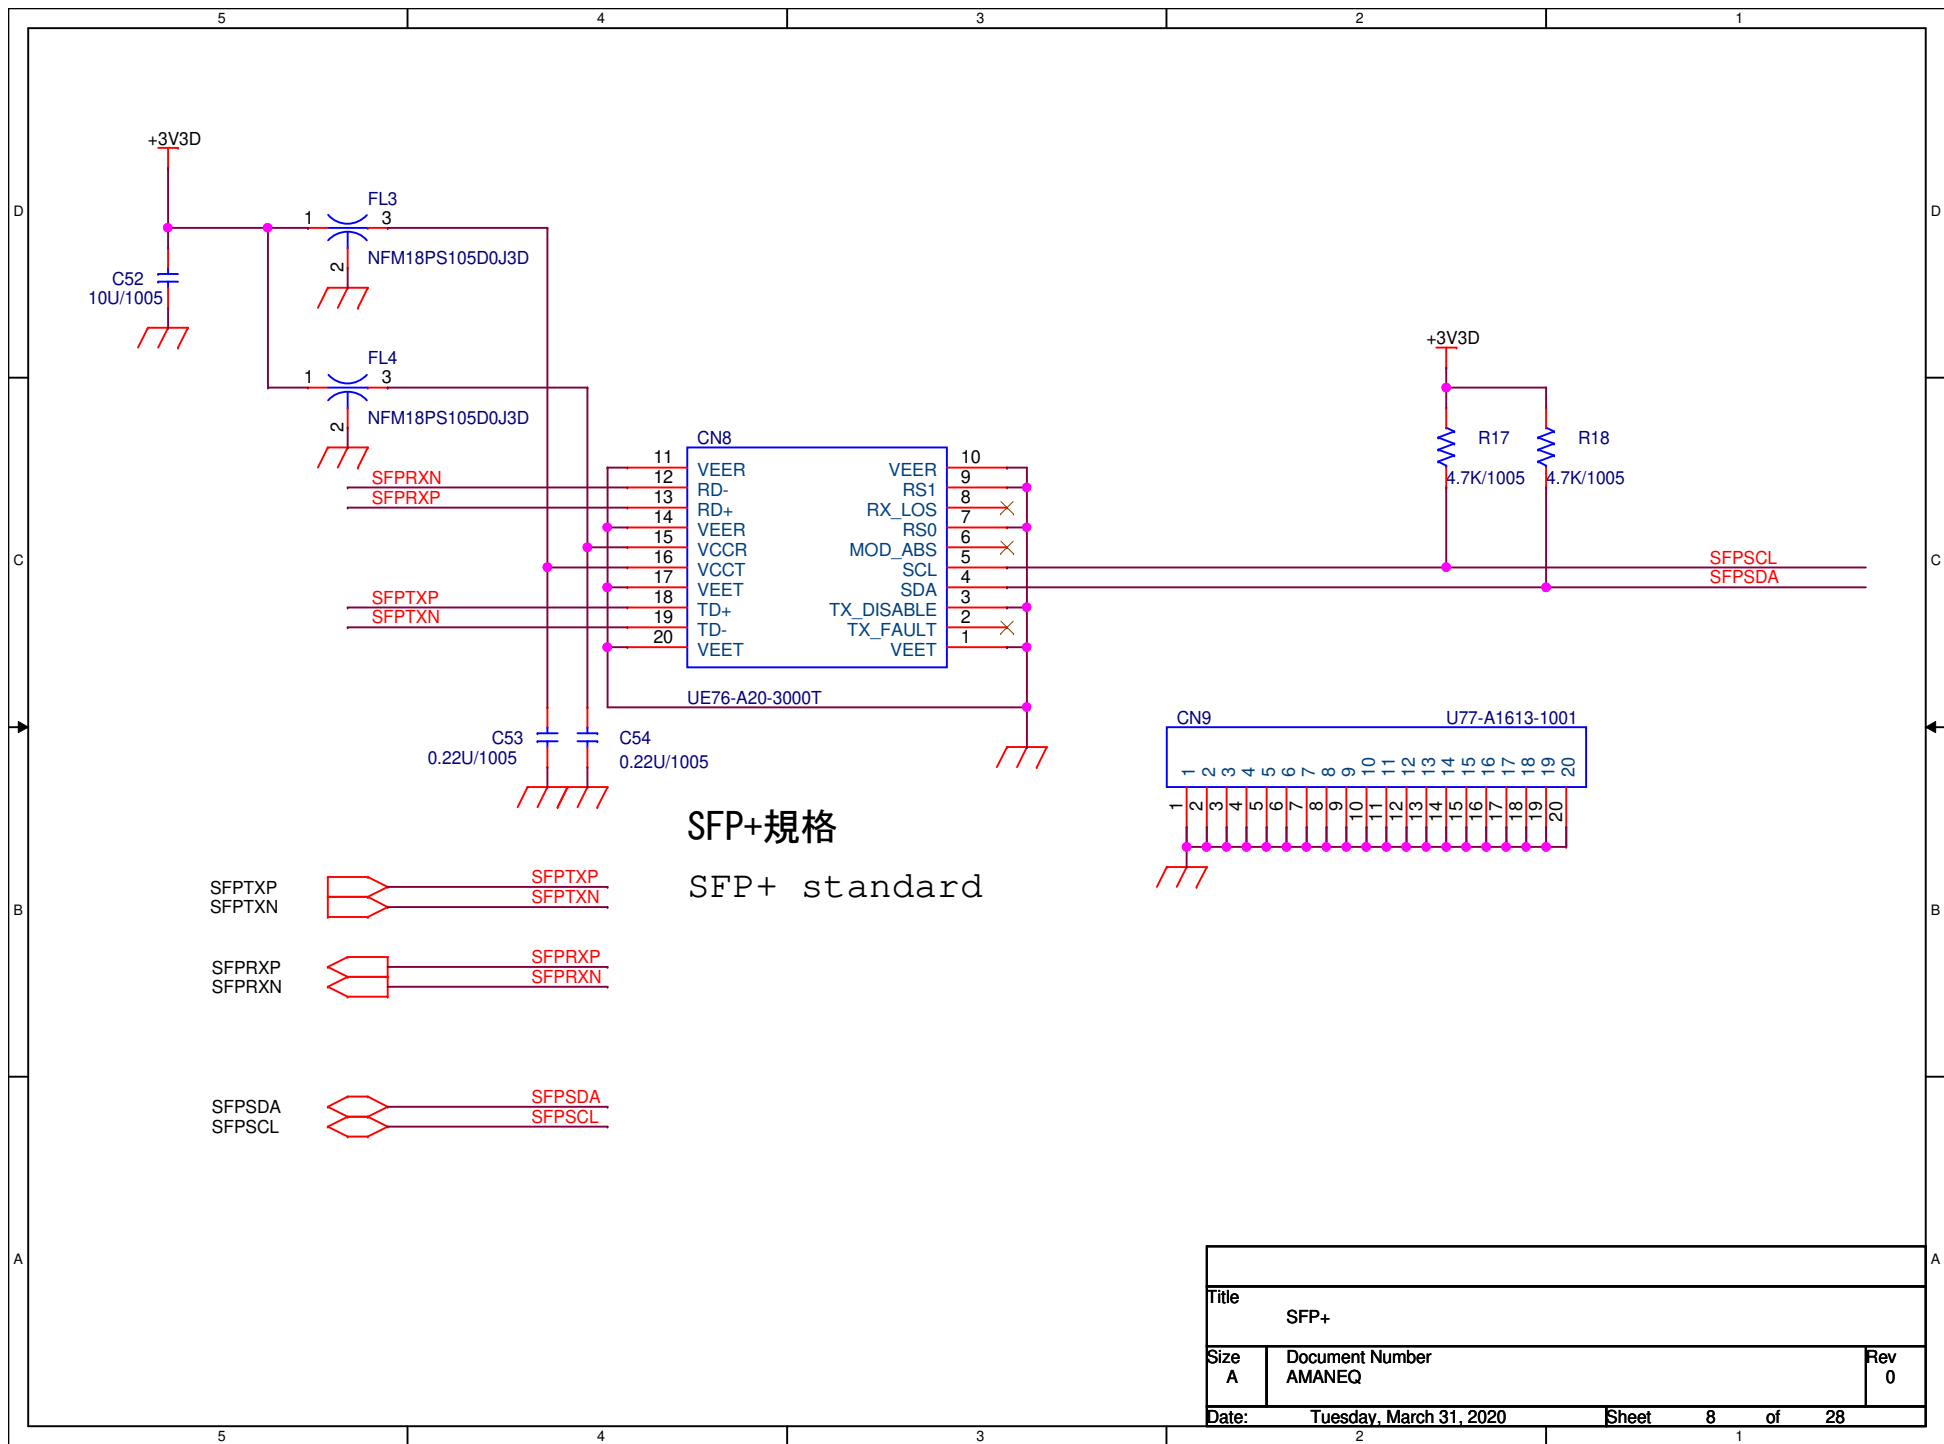 5 4 3 2 1
+3V3D
FL3
1 3
2
NFM18PS105D0J3D
D D
C52
10U/1005
FL4
1 3
2
NFM18PS105D0J3D
+3V3D
R17 R18
4.7K/1005 4.7K/1005
CN8
11 VEER VEER 10
SFPRXN 12 RD- RS1 9
SFPRXP 13 RD+ RX_LOS 8
14 VEER RS0 7
15 VCCR MOD_ABS 6
C 16 VCCT SCL 5 SFPSCL C
17 VEET SDA 4 SFPSDA
SFPTXP 18 TD+ TX_DISABLE 3
SFPTXN 19 TD- TX_FAULT 2
20 VEET VEET 1
UE76-A20-3000T
C53
0.22U/1005
C54
0.22U/1005
CN9 U77-A1613-1001
1 2 3 4 5 6 7 8 9 10 11 12 13 14 15 16 17 18 19 20
1 2 3 4 5 6 7 8 9 10 11 12 13 14 15 16 17 18 19 20
SFP+規格
SFP+ standard
SFPTXP SFPTXP
SFPTXN SFPTXN
B B
SFPRXP SFPRXP
SFPRXN SFPRXN
SFPSDA SFPSDA
SFPSCL SFPSCL
A A
Title
SFP+
Size Document Number Rev
A AMANEQ 0
Date: Tuesday, March 31, 2020 Sheet 8 of 28
5 4 3 2 1